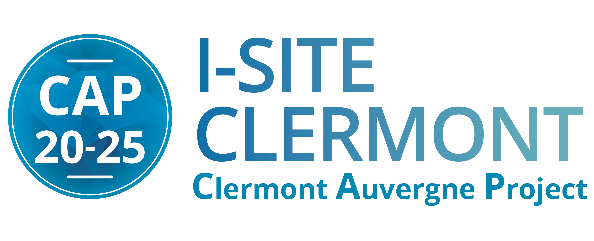 CAP
20-25
I-SITE
CLERMONT
Clermont Auvergne Project